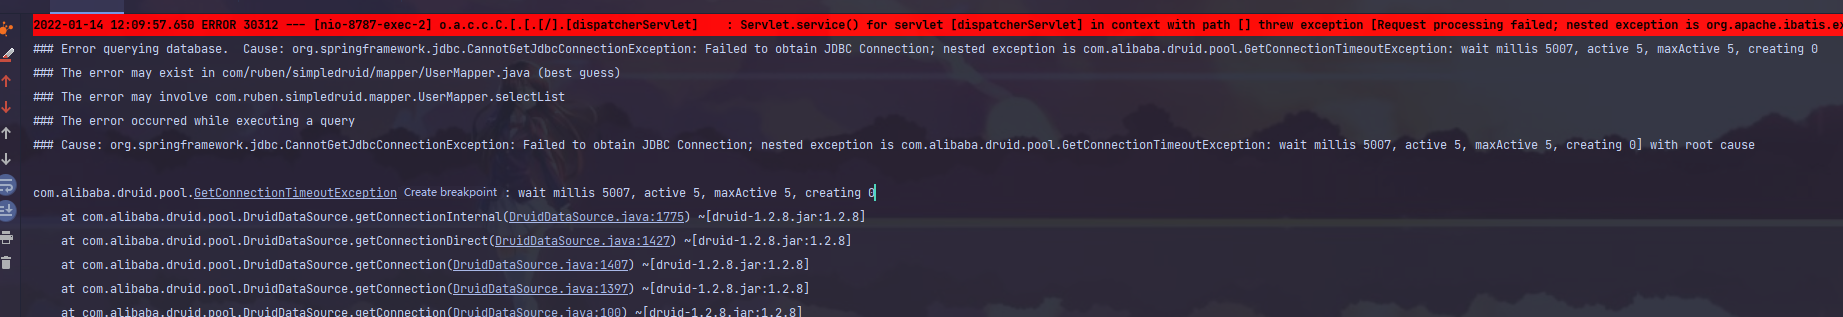 2022-01-14 12:09:57.650 ERROR 30312 --- [nio-8787-exec-2] o.a.c.c.C.[.[.[/].[dispatcherServlet]    : Servlet.service() for servlet [dispatcherServlet] in context with path [] threw exception [Request processing failed; nested exception is org.apache.ibatis.ex
### Error querying database.  Cause: org.springframework.jdbc.CannotGetJdbcConnectionException: Failed to obtain JDBC Connection; nested exception is com.alibaba.druid.pool.GetConnectionTimeoutException: wait millis 5007, active 5, maxActive 5, creating 0
### The error may exist in com/ruben/simpledruid/mapper/UserMapper.java (best guess)
### The error may involve com.ruben.simpledruid.mapper.UserMapper.selectList
### The error occurred while executing a query
### Cause: org.springframework.jdbc.CannotGetJdbcConnectionException: Failed to obtain JDBC Connection; nested exception is com.alibaba.druid.pool.GetConnectionTimeoutException: wait millis 5007, active 5, maxActive 5, creating 0] with root cause
com.alibaba.druid.pool.GetConnectionTimeoutException Create breakpoint : wait millis 5007, active 5, maxActive 5, creating 0
at com.alibaba.druid.pool.DruidDataSource.getConnectionInternal(DruidDataSource.java:1775) ~[druid-1.2.8.jar:1.2.8]
at com.alibaba.druid.pool.DruidDataSource.getConnectionDirect(DruidDataSource.java:1427) ~[druid-1.2.8.jar:1.2.8]
at com.alibaba.druid.pool.DruidDataSource.getConnection(DruidDataSource.java:1407) ~[druid-1.2.8.jar:1.2.8]
at com.alibaba.druid.pool.DruidDataSource.getConnection(DruidDataSource.java:1397) ~[druid-1.2.8.jar:1.2.8]
at com.alibaba.druid.pool.DruidDataSource.getConnection(DruidDataSource.java:100) ~[druid-1.2.8.jar:1.2.8]